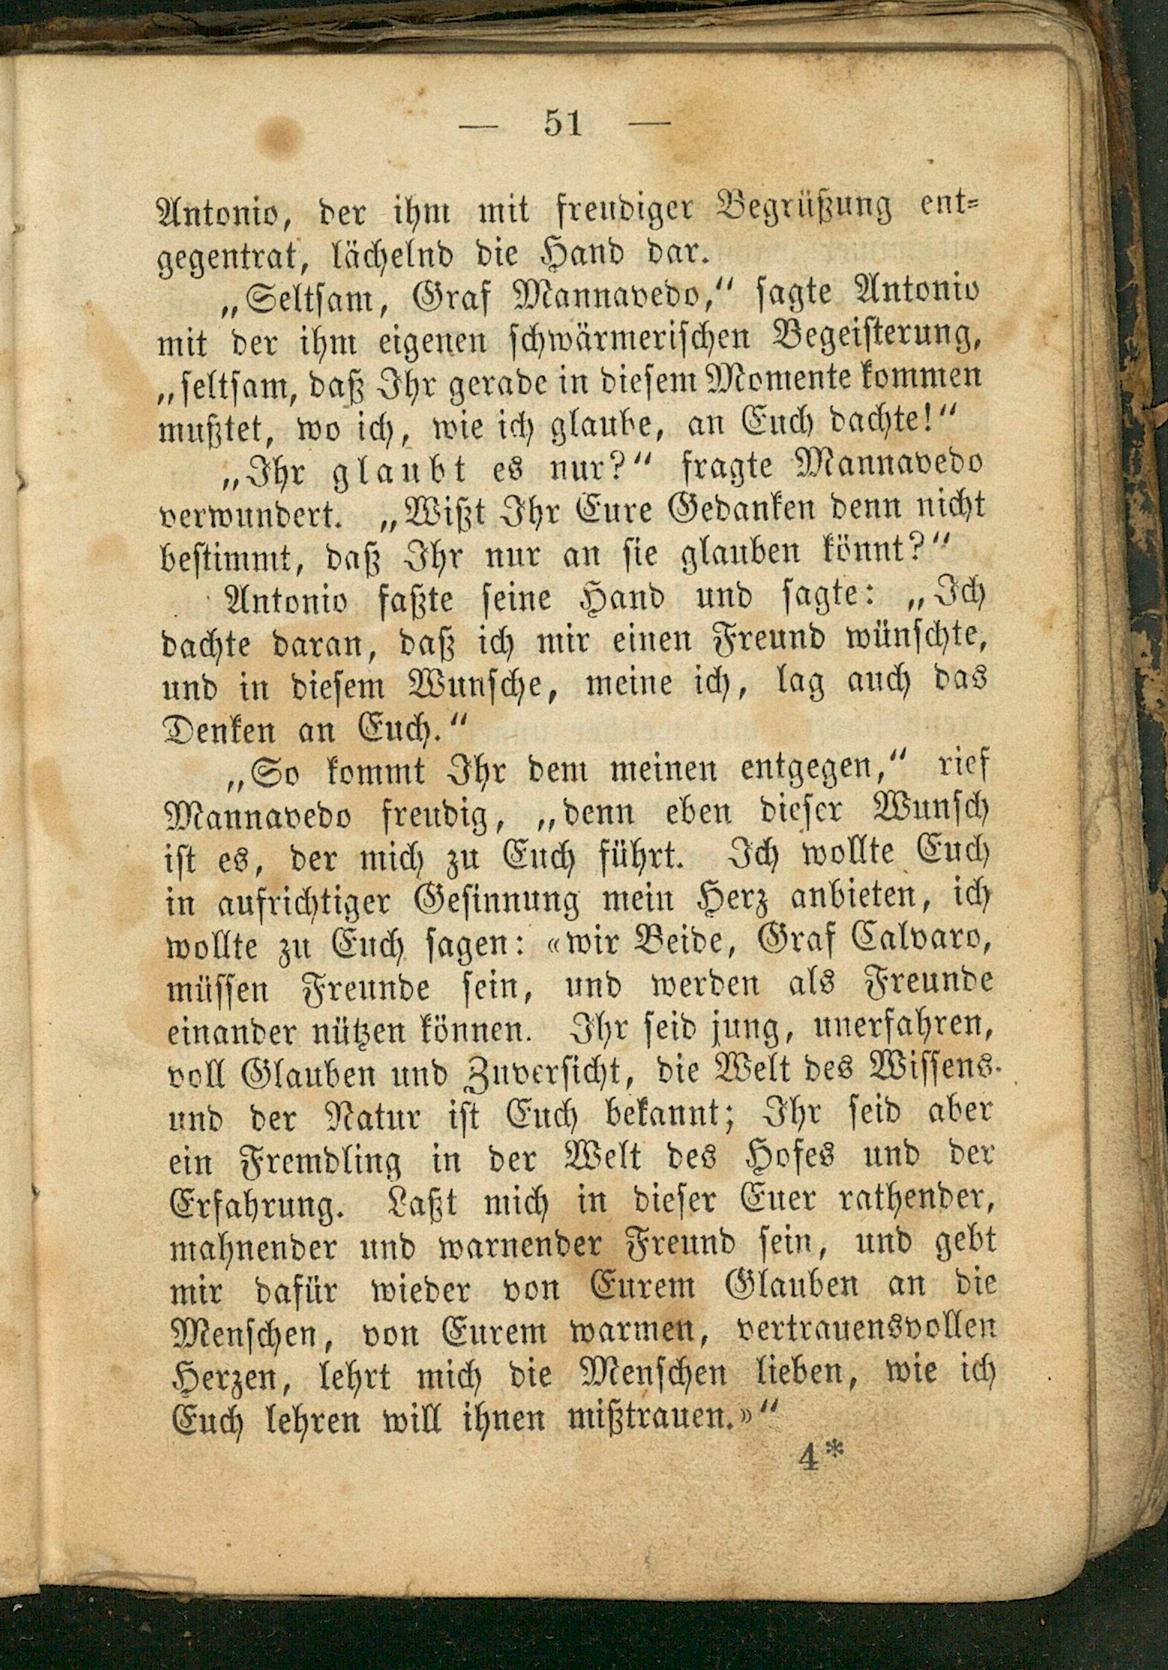 — 51 —
Antonio, der ihm mit freudiger Begrüßung ent-
gegentrat, lächelnd die Hand dar.
„Seltsam, Graf Mannavedo,“ sagte Antonio
mit der ihm eigenen schwärmerischen Begeisterung,
„seltsam, daß Ihr gerade in diesem Momente kommen
mußtet, wo ich, wie ich glaube, an Euch dachte!“
„Ihr glaubt es nur?“ fragte Mannavedo
verwundert. „Wißt Ihr Eure Gedanken denn nicht
bestimmt, daß Ihr nur an sie glauben könnt?“
Antonio faßte seine Hand und sagte: „Ich
dachte daran, daß ich mir einen Freund wünschte,
und in diesem Wunsche, meine ich, lag auch das
Denken an Euch.“
„So kommt Ihr dem meinen entgegen,“ rief
Mannavedo freudig, „denn eben dieser Wunsch
ist es, der mich zu Euch führt. Ich wollte Euch
in aufrichtiger Gesinnung mein Herz anbieten, ich
wollte zu Euch sagen: «wir Beide, Graf Calvaro,
müssen Freunde sein, und werden als Freunde
einander nützen können. Ihr seid jung, unerfahren,
voll Glauben und Zuversicht, die Welt des Wissens
und der Natur ist Euch bekannt; Ihr seid aber
ein Fremdling in der Welt des Hofes und der
Erfahrung. Laßt mich in dieser Euer rathender,
mahnender und warnender Freund sein, und gebt
mir dafür wieder von Eurem Glauben an die
Menschen, von Eurem warmen, vertrauensvollen
Herzen, lehrt mich die Menschen lieben, wie ich
Euch lehren will ihnen mißtrauen.»“
4*